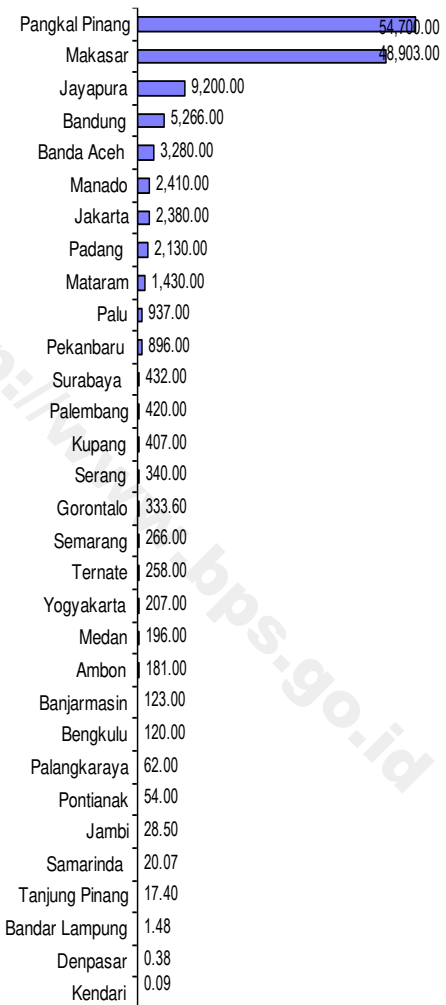 Pangkal Pinang 54,700.00
Makasar 48,903.00
Jayapura 9,200.00
Bandung 5,266.00
Banda Aceh 3,280.00
Manado 2,410.00
Jakarta 2,380.00
Padang 2,130.00
Mataram 1,430.00
Palu 937.00
Pekanbaru 896.00
Surabaya 432.00
Palembang 420.00
Kupang 407.00
Serang 340.00
Gorontalo 333.60
Semarang 266.00
Ternate 258.00
Yogyakarta 207.00
Medan 196.00
Ambon 181.00
Banjarmasin 123.00
Bengkulu 120.00
Palangkaraya 62.00
Pontianak 54.00
Jambi 28.50
Samarinda 20.07
Tanjung Pinang 17.40
Bandar Lampung 1.48
Denpasar 0.38
Kendari 0.09
p://www.bps.go.id